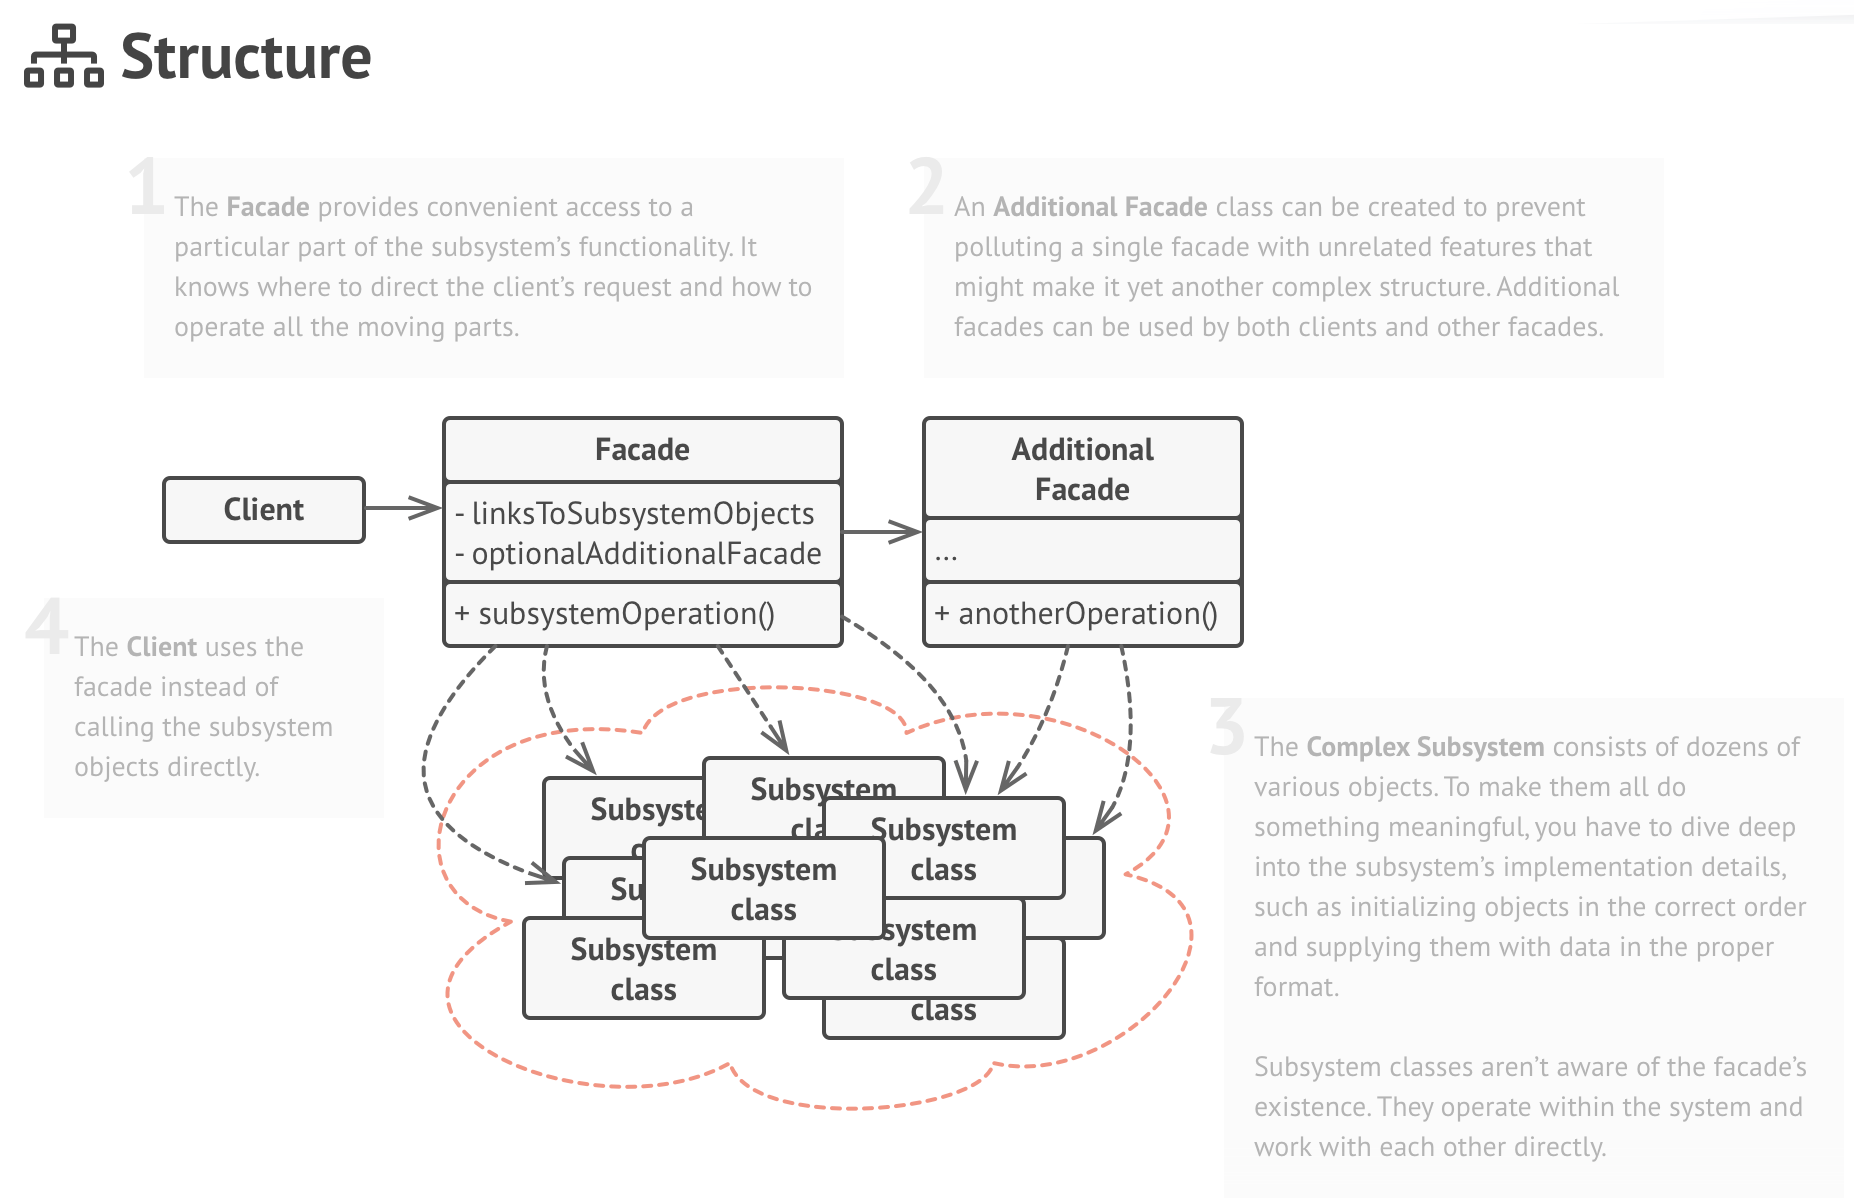 Structure
1
The Facade provides convenient access to a
particular part of the subsystem’s functionality. It
knows where to direct the client’s request and how to
operate all the moving parts.
2
An Additional Facade class can be created to prevent
polluting a single facade with unrelated features that
might make it yet another complex structure. Additional
facades can be used by both clients and other facades.
Client
Facade
- linksToSubsystemObjects
- optionalAdditionalFacade
+ subsystemOperation()
Additional
Facade
...
+ anotherOperation()
4
The Client uses the
facade instead of
calling the subsystem
objects directly.
3
The Complex Subsystem consists of dozens of
various objects. To make them all do
something meaningful, you have to dive deep
into the subsystem’s implementation details,
such as initializing objects in the correct order
and supplying them with data in the proper
format.
Subsystem classes aren’t aware of the facade’s
existence. They operate within the system and
work with each other directly.
Subsystem
Subsystem
class
Subsystem
class
Subsystem
class
class
class